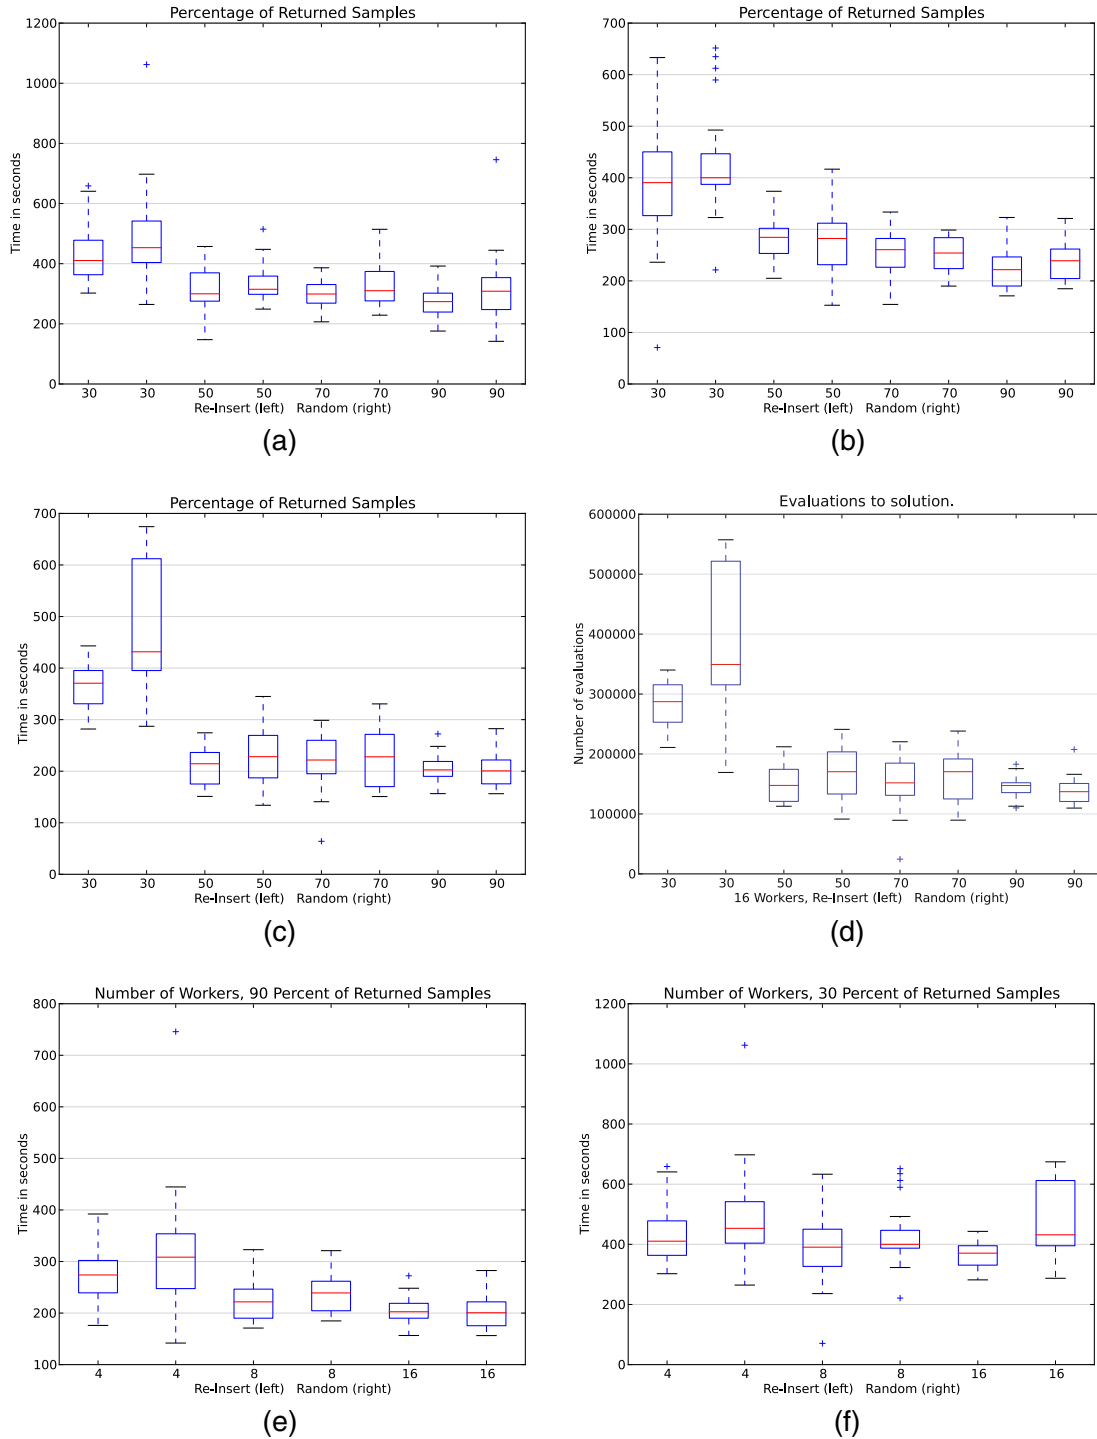 Percentage of Returned Samples
1200
1000
800
600
400
200
0
Time in seconds
30 30 50 50 70 70 90 90
Re-Insert (left) Random (right)
(a)
Percentage of Returned Samples
700
600
500
400
300
200
100
0
Time in seconds
30 30 50 50 70 70 90 90
Re-Insert (left) Random (right)
(b)
Percentage of Returned Samples
700
600
500
400
300
200
100
0
Time in seconds
30 30 50 50 70 70 90 90
Re-Insert (left) Random (right)
(c)
Evaluations to solution.
600000
500000
400000
300000
200000
100000
0
Number of evaluations
30 30 50 50 70 70 90 90
16 Workers, Re-Insert (left) Random (right)
(d)
Number of Workers, 90 Percent of Returned Samples
800
700
600
500
400
300
200
100
Time in seconds
4 4 8 8 16 16
Re-Insert (left) Random (right)
(e)
Number of Workers, 30 Percent of Returned Samples
1200
1000
800
600
400
200
0
Time in seconds
4 4 8 8 16 16
Re-Insert (left) Random (right)
(f)